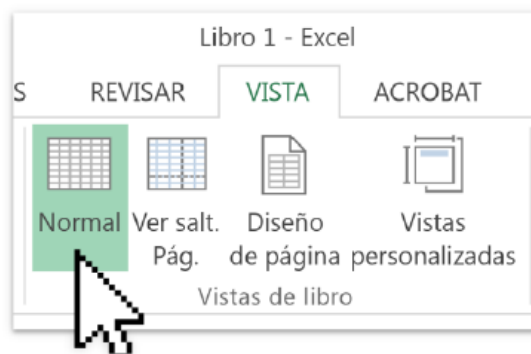 Libro 1 - Excel
S REVISAR VISTA ACROBAT
Normal Ver salt. Diseño Vistas
Pág. de página personalizadas
Vistas de libro